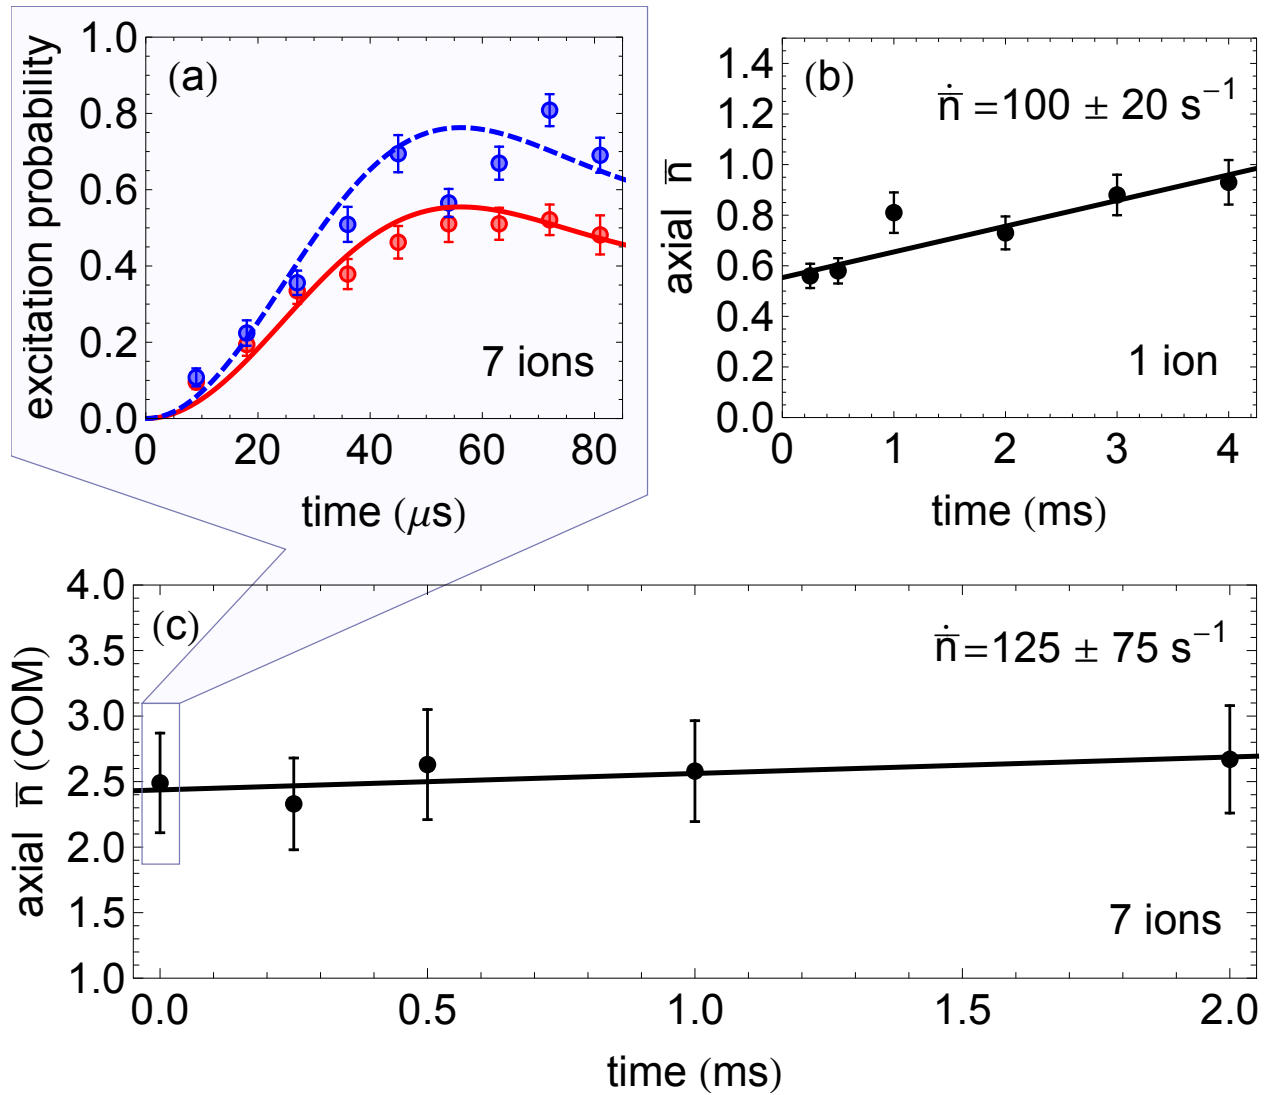 (a)
excitation probability
1.0
0.8
0.6
0.4
0.2
0.0
0 20 40 60 80
time (μs)
7 ions
(b)
ṅ̄ = 100 ± 20 s⁻¹
axial n̄
1.4
1.2
1.0
0.8
0.6
0.4
0.2
0.0
0 1 2 3 4
time (ms)
1 ion
(c)
ṅ̄ = 125 ± 75 s⁻¹
axial n̄ (COM)
4.0
3.5
3.0
2.5
2.0
1.5
1.0
0.0 0.5 1.0 1.5 2.0
time (ms)
7 ions